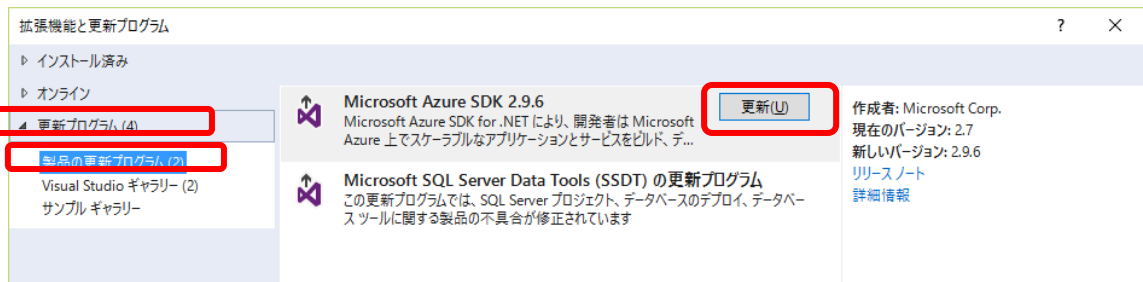 拡張機能と更新プログラム
? ×
インストール済み
オンライン
更新プログラム (4)
製品の更新プログラム (2)
Visual Studio ギャラリー (2)
サンプル ギャラリー
Microsoft Azure SDK 2.9.6
更新(U)
Microsoft Azure SDK for .NET により、開発者は Microsoft
Azure 上でスケーラブルなアプリケーションとサービスをビルド、デ...
Microsoft SQL Server Data Tools (SSDT) の更新プログラム
この更新プログラムでは、SQL Server プロジェクト、データベースのデプロイ、データベー
ス ツールに関する製品の不具合が修正されています
作成者: Microsoft Corp.
現在のバージョン: 2.7
新しいバージョン: 2.9.6
リリース ノート
詳細情報